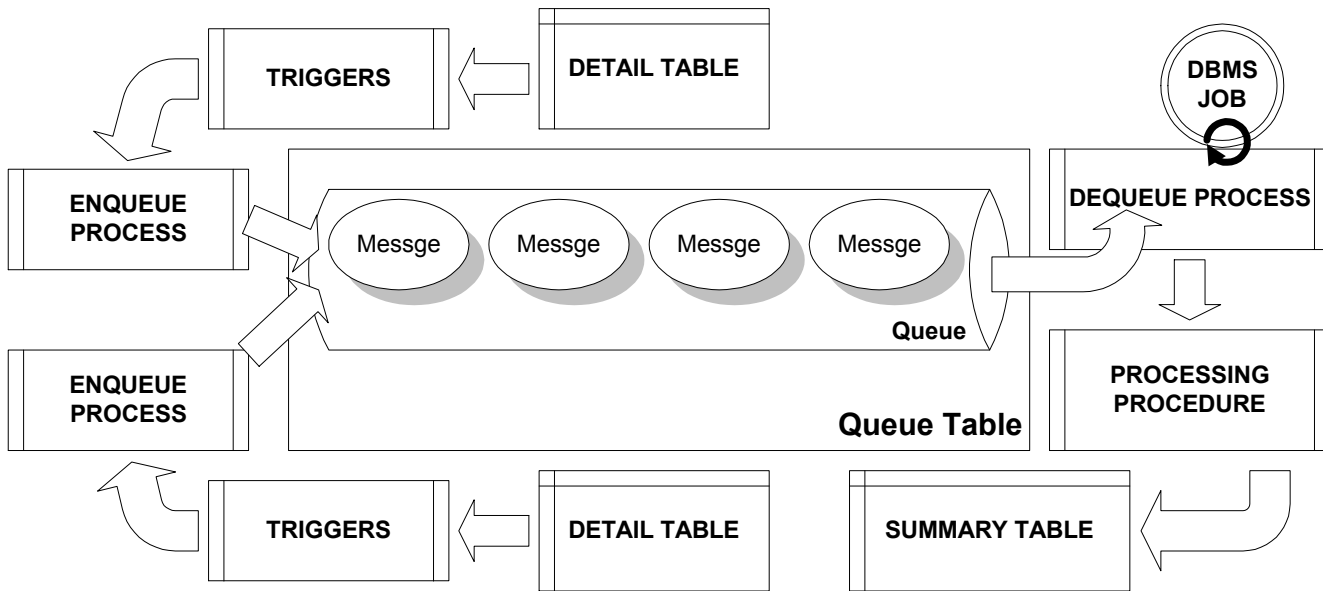 DETAIL TABLE
TRIGGERS
DBMS
JOB
ENQUEUE
PROCESS
DEQUEUE PROCESS
Messge
Messge
Messge
Messge
Queue
ENQUEUE
PROCESS
PROCESSING
PROCEDURE
Queue Table
TRIGGERS
DETAIL TABLE
SUMMARY TABLE